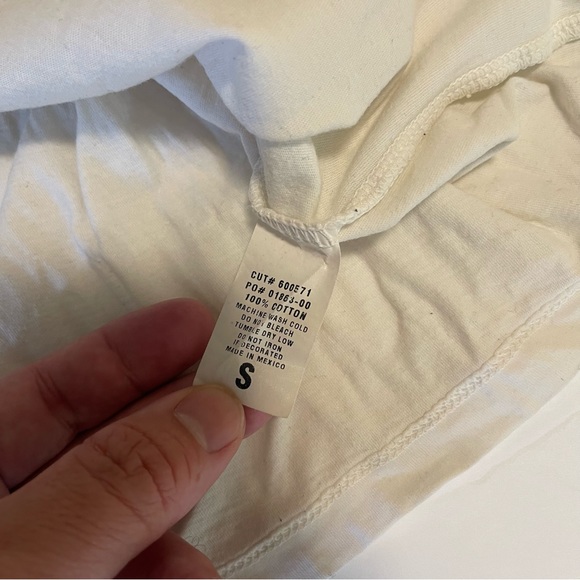 CUT# 600571
PO# 01863-00
100% COTTON
MACHINE WASH COLD
DO NOT BLEACH
TUMBLE DRY LOW
DO NOT IRON
IF DECORATED
MADE IN MEXICO
S